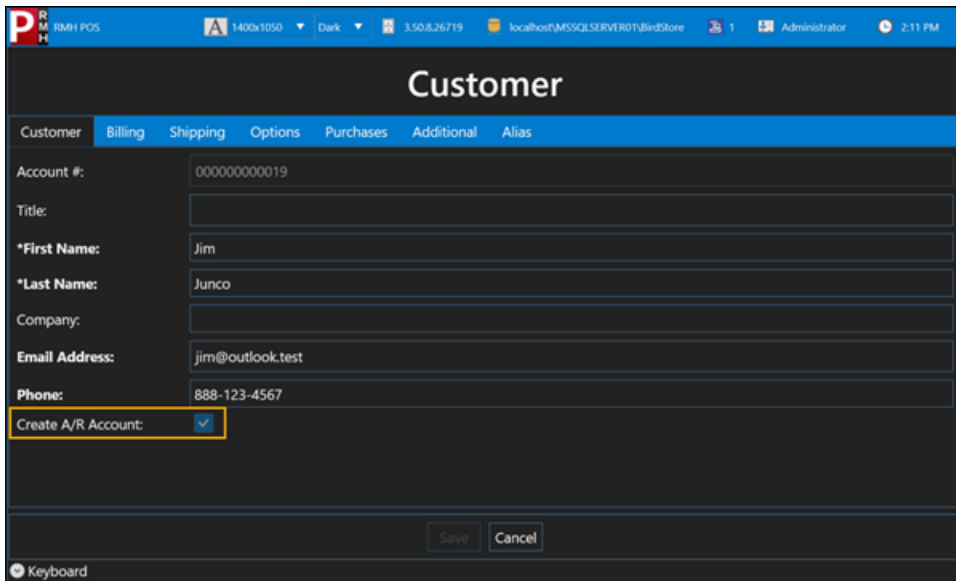 P RMH RMH POS A 1400x1050 Dark 3.50.8.26719 localhost\MSSQLSERVER01\BirdStore 1 Administrator 2:11 PM
Customer
Customer Billing Shipping Options Purchases Additional Alias
Account #: 000000000019
Title:
*First Name: Jim
*Last Name: Junco
Company:
Email Address: jim@outlook.test
Phone: 888-123-4567
Create A/R Account:
Save Cancel
Keyboard